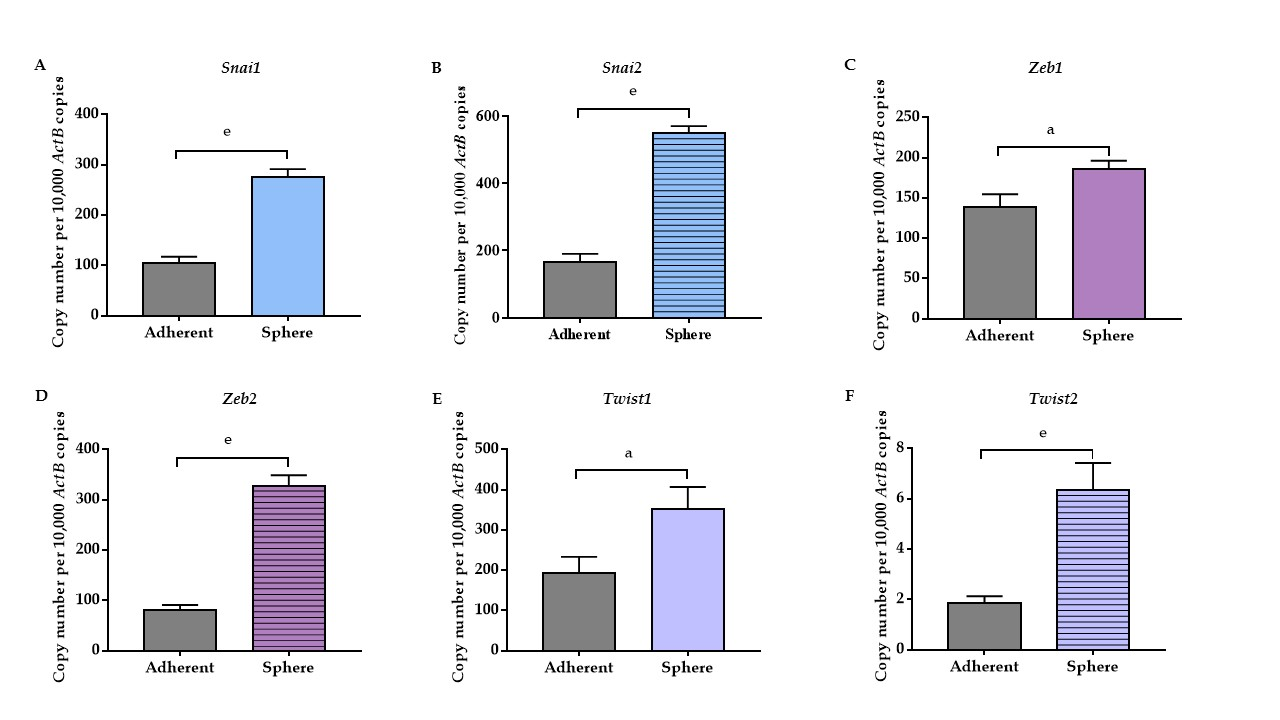 A
Snai1
Copy number per 10,000 ActB copies
400
300
200
100
0
e
Adherent
Sphere
B
Snai2
Copy number per 10,000 ActB copies
600
400
200
0
e
Adherent
Sphere
C
Zeb1
Copy number per 10,000 ActB copies
250
200
150
100
50
0
a
Adherent
Sphere
D
Zeb2
Copy number per 10,000 ActB copies
400
300
200
100
0
e
Adherent
Sphere
E
Twist1
Copy number per 10,000 ActB copies
500
400
300
200
100
0
a
Adherent
Sphere
F
Twist2
Copy number per 10,000 ActB copies
8
6
4
2
0
e
Adherent
Sphere